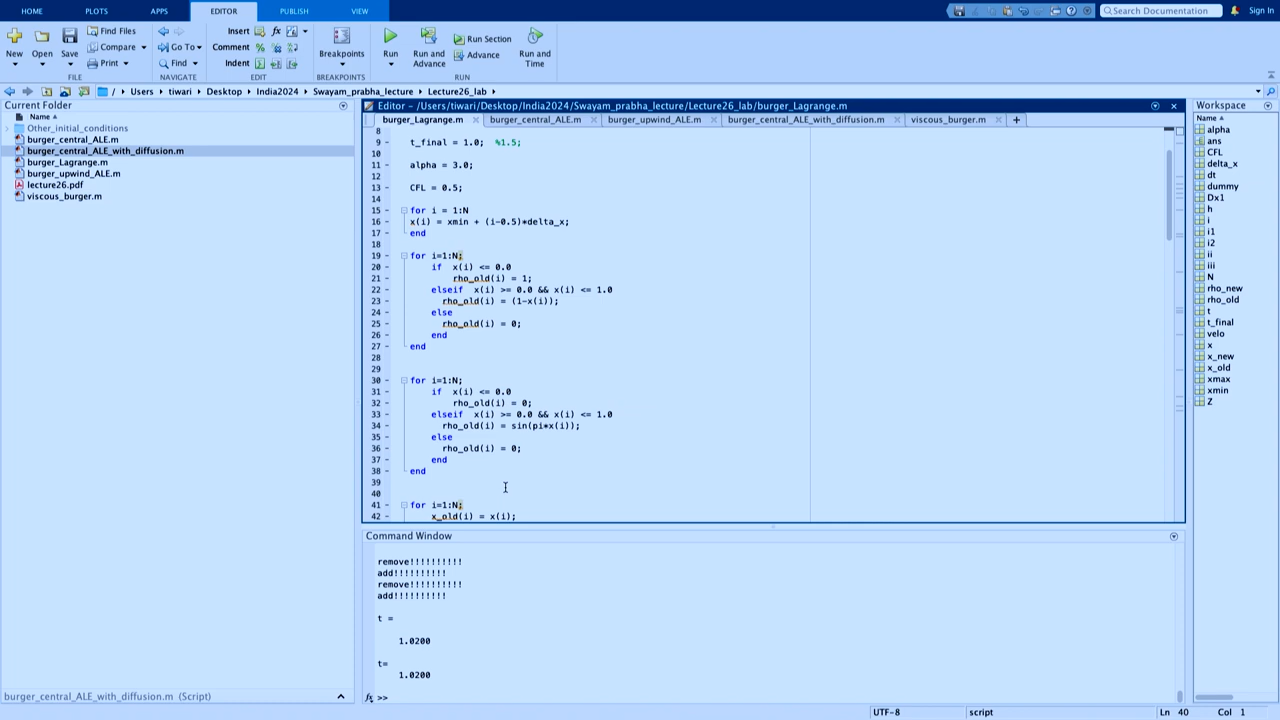 HOME PLOTS APPS EDITOR PUBLISH VIEW Search Documentation Sign In
New Open Save Find Files Compare Print Go To Find Insert fx Comment % Indent Breakpoints Run Run and Advance Run Section Advance Run and Time
FILE NAVIGATE EDIT BREAKPOINTS RUN
/ Users tiwari Desktop India2024 Swayam_prabha_lecture Lecture26_lab
Current Folder
Name
Other_initial_conditions
burger_central_ALE.m
burger_central_ALE_with_diffusion.m
burger_Lagrange.m
burger_upwind_ALE.m
lecture26.pdf
viscous_burger.m
burger_central_ALE_with_diffusion.m (Script)
Editor - /Users/tiwari/Desktop/India2024/Swayam_prabha_lecture/Lecture26_lab/burger_Lagrange.m
burger_Lagrange.m burger_central_ALE.m burger_upwind_ALE.m burger_central_ALE_with_diffusion.m viscous_burger.m
8
9 - t_final = 1.0; %1.5;
10
11 - alpha = 3.0;
12
13 - CFL = 0.5;
14
15 - for i = 1:N
16 - x(i) = xmin + (i-0.5)*delta_x;
17 - end
18
19 - for i=1:N;
20 - if x(i) <= 0.0
21 - rho_old(i) = 1;
22 - elseif x(i) >= 0.0 && x(i) <= 1.0
23 - rho_old(i) = (1-x(i));
24 - else
25 - rho_old(i) = 0;
26 - end
27 - end
28
29
30 - for i=1:N;
31 - if x(i) <= 0.0
32 - rho_old(i) = 0;
33 - elseif x(i) >= 0.0 && x(i) <= 1.0
34 - rho_old(i) = sin(pi*x(i));
35 - else
36 - rho_old(i) = 0;
37 - end
38 - end
39
40
41 - for i=1:N;
42 - x_old(i) = x(i);
Command Window
remove!!!!!!!!!!
add!!!!!!!!!!
remove!!!!!!!!!!
add!!!!!!!!!!
t =
1.0200
t=
1.0200
fx >>
Workspace
Name
alpha
ans
CFL
delta_x
dt
dummy
Dx1
h
i
i1
i2
ii
iii
N
rho_new
rho_old
t
t_final
velo
x
x_new
x_old
xmax
xmin
Z
UTF-8 script Ln 40 Col 1